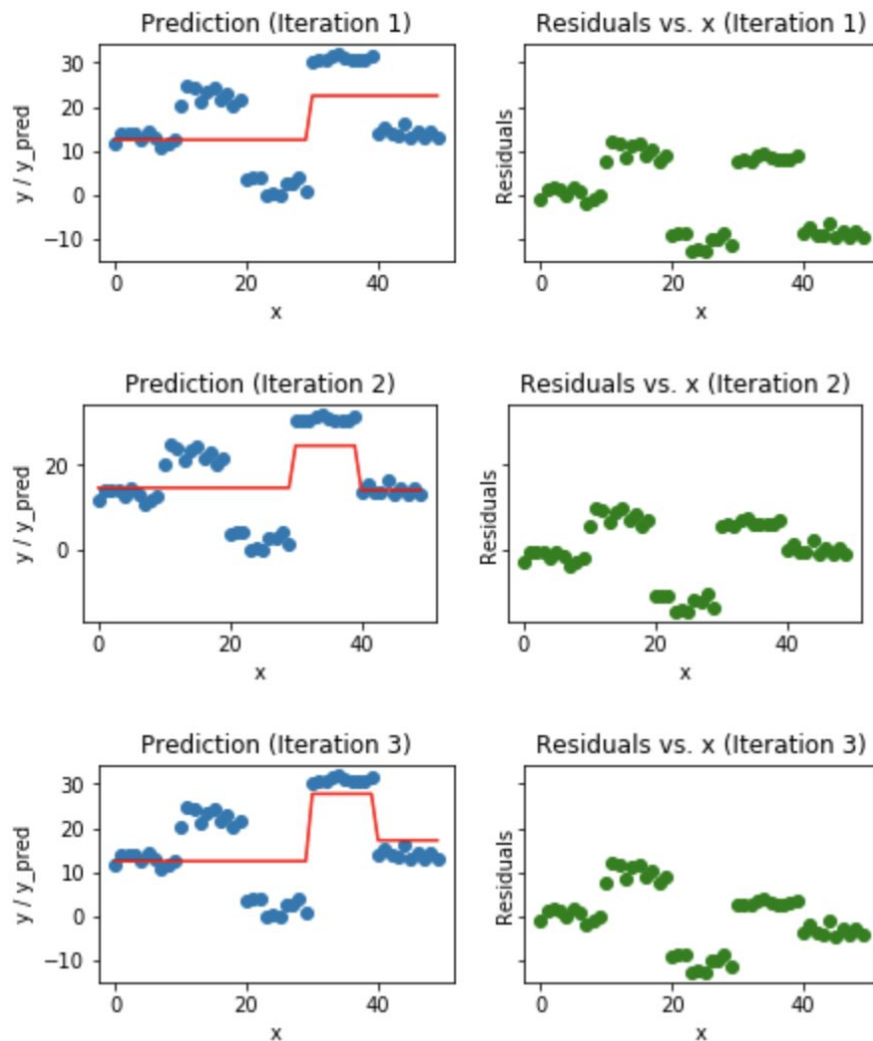 Prediction (Iteration 1)
Residuals vs. x (Iteration 1)
y / y_pred
30
20
10
0
−10
0
20
40
x
Residuals
0
20
40
x
Prediction (Iteration 2)
Residuals vs. x (Iteration 2)
y / y_pred
20
0
0
20
40
x
Residuals
0
20
40
x
Prediction (Iteration 3)
Residuals vs. x (Iteration 3)
y / y_pred
30
20
10
0
−10
0
20
40
x
Residuals
0
20
40
x